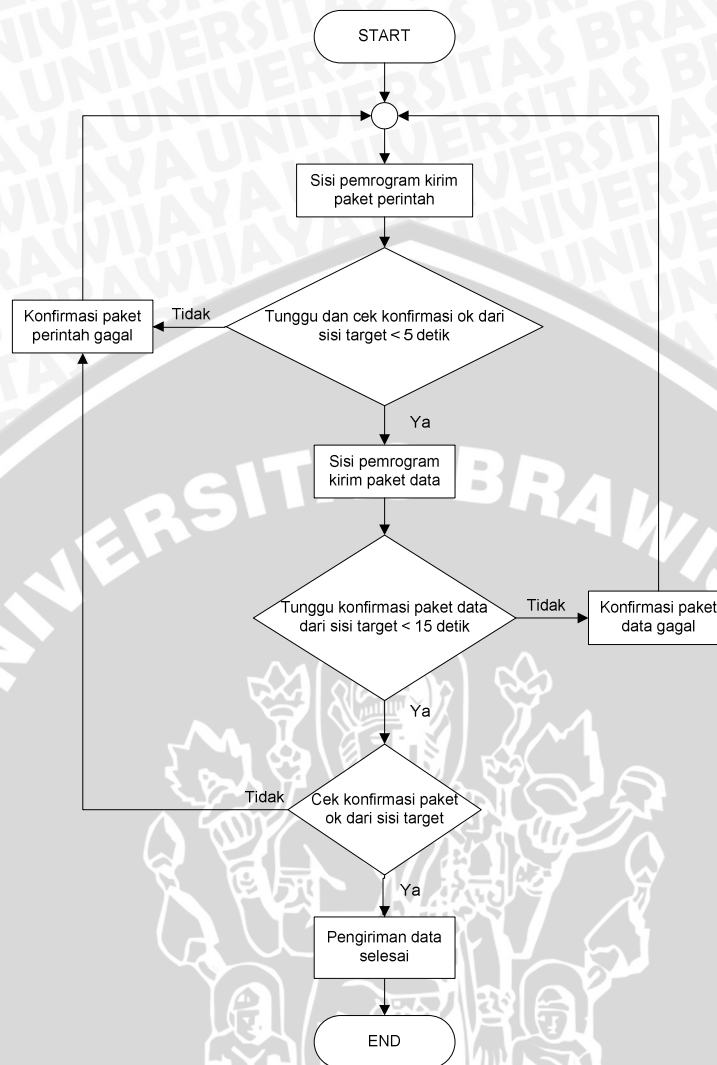 START
Sisi pemrogram kirim
paket perintah
Tunggu dan cek konfirmasi ok dari
sisi target < 5 detik
Tidak
Konfirmasi paket
perintah gagal
Ya
Sisi pemrogram
kirim paket data
Tunggu konfirmasi paket data
dari sisi target < 15 detik
Tidak
Konfirmasi paket
data gagal
Ya
Cek konfirmasi paket
ok dari sisi target
Tidak
Ya
Pengiriman data
selesai
END